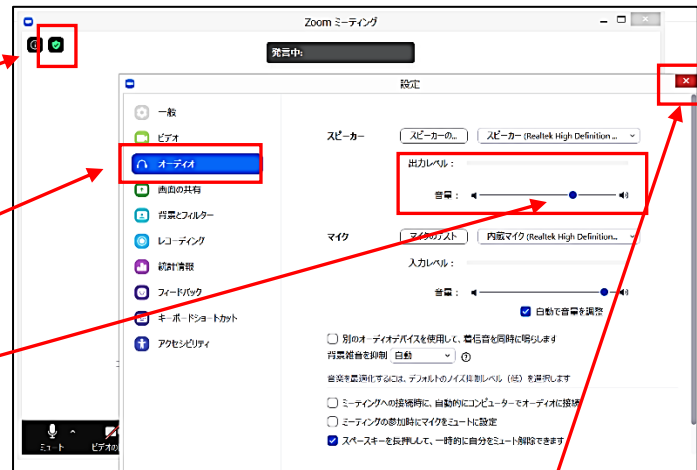 Zoom ミーティング
発言中:
設定
一般
ビデオ
オーディオ
画面の共有
背景とフィルター
レコーディング
統計情報
フィードバック
キーボードショートカット
アクセシビリティ
スピーカー
スピーカーの...
スピーカー (Realtek High Definition ...
出力レベル：
音量：
マイク
マイクのテスト
内蔵マイク (Realtek High Definition...
入力レベル：
音量：
自動で音量を調整
別のオーディオデバイスを使用して、着信音を同時に鳴らします
背景雑音を抑制 自動
音楽を最適化するには、デフォルトのノイズ抑制レベル（低）を選択します
ミーティングへの接続時に、自動的にコンピューターでオーディオに接続
ミーティングの参加時にマイクをミュートに設定
スペースキーを長押しして、一時的に自分をミュート解除できます
ミュート
ビデオの